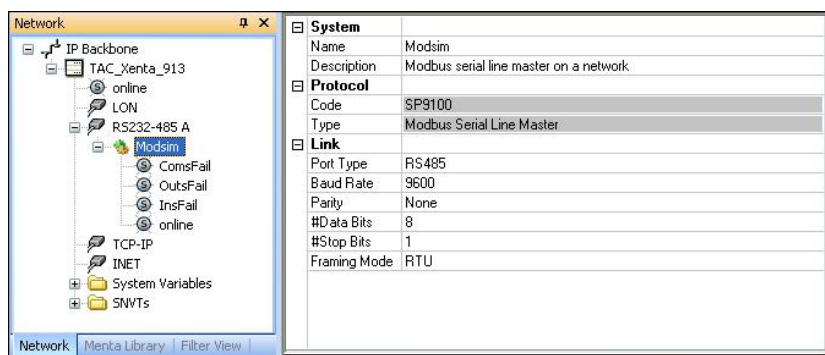 Network
IP Backbone
TAC_Xenta_913
online
LON
RS232-485 A
Modsim
ComsFail
OutsFail
InsFail
online
TCP-IP
INET
System Variables
SNVTs
Network Menta Library Filter View
System
Name Modsim
Description Modbus serial line master on a network
Protocol
Code SP9100
Type Modbus Serial Line Master
Link
Port Type RS485
Baud Rate 9600
Parity None
#Data Bits 8
#Stop Bits 1
Framing Mode RTU